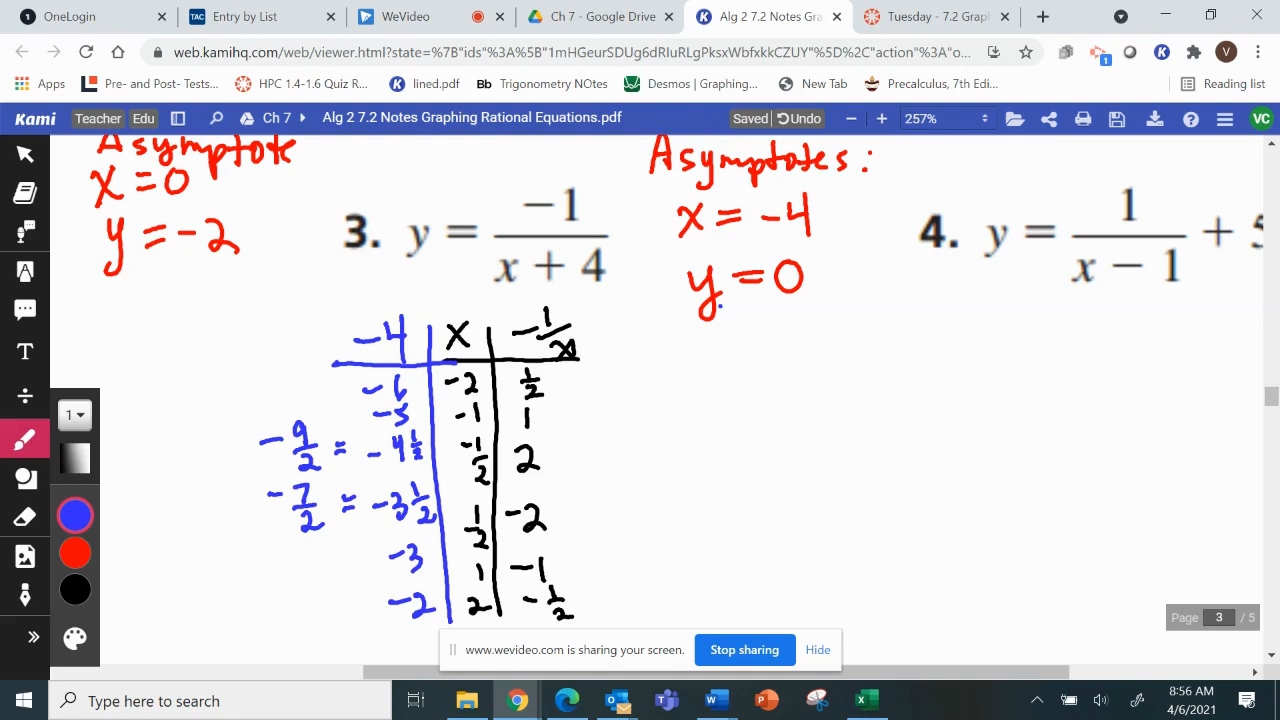 OneLogin
Entry by List
WeVideo
Ch 7 - Google Drive
Alg 2 7.2 Notes Gra
Tuesday - 7.2 Grap
web.kamihq.com/web/viewer.html?state=%7B"ids"%3A%5B"1mHGeurSDUg6dRIuRLgPksxWbfxkkCZUY"%5D%2C"action"%3A"o...
V
1
Apps
Pre- and Post- Tests...
HPC 1.4-1.6 Quiz R...
lined.pdf
Bb Trigonometry NOtes
Desmos | Graphing...
New Tab
Precalculus, 7th Edi...
Reading list
Kami
Teacher
Edu
Ch 7
Alg 2 7.2 Notes Graphing Rational Equations.pdf
Saved
Undo
257%
VC
Asymptote
x = 0
y = -2
3. y = -1 / x + 4
Asymptotes:
x = -4
y = 0
4. y = 1 / x - 1 + 5
-4 | x | -1/x
-6 | -2 | 1/2
-5 | -1 | 1
-9/2 = -4 1/2 | -1/2 | 2
-7/2 = -3 1/2 | 1/2 | -2
-3 | 1 | -1
-2 | 2 | -1/2
1
Page 3 / 5
www.wevideo.com is sharing your screen.
Stop sharing
Hide
Type here to search
8:56 AM
4/6/2021